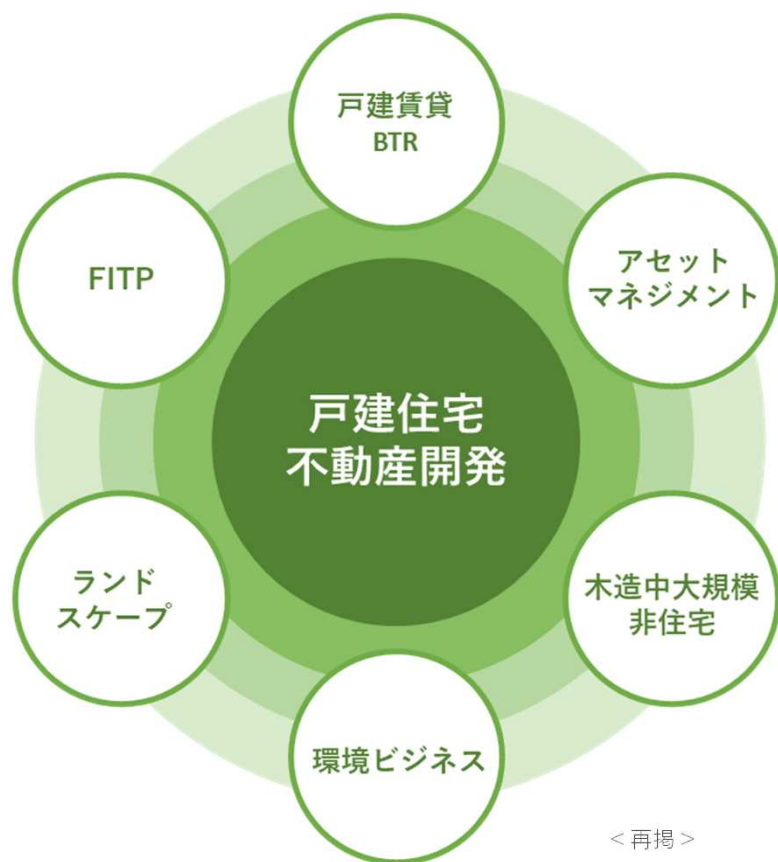 戸建賃貸
BTR
FITP
アセット
マネジメント
戸建住宅
不動産開発
ランド
スケープ
木造中大規模
非住宅
環境ビジネス
＜再掲＞